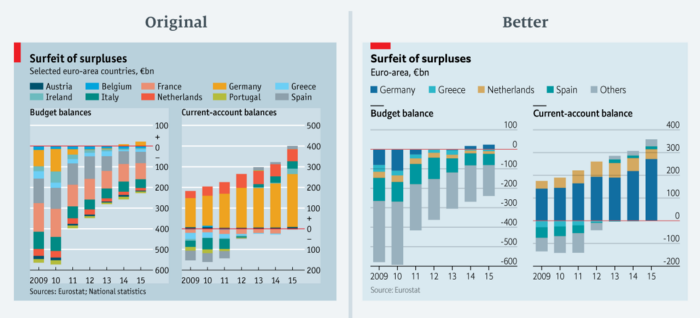 Original
Surfeit of surpluses
Selected euro-area countries, €bn
Austria Belgium France Germany Greece
Ireland Italy Netherlands Portugal Spain
Budget balances
100
+
0
–
100
200
300
400
500
600
2009 10 11 12 13 14 15
Current-account balances
500
400
300
200
100
+
0
–
100
200
2009 10 11 12 13 14 15
Sources: Eurostat; National statistics
Better
Surfeit of surpluses
Euro-area, €bn
Germany Greece Netherlands Spain Others
Budget balance
100
0
-100
-200
-300
-400
-500
-600
2009 10 11 12 13 14 15
Current-account balance
400
300
200
100
0
-100
-200
2009 10 11 12 13 14 15
Source: Eurostat